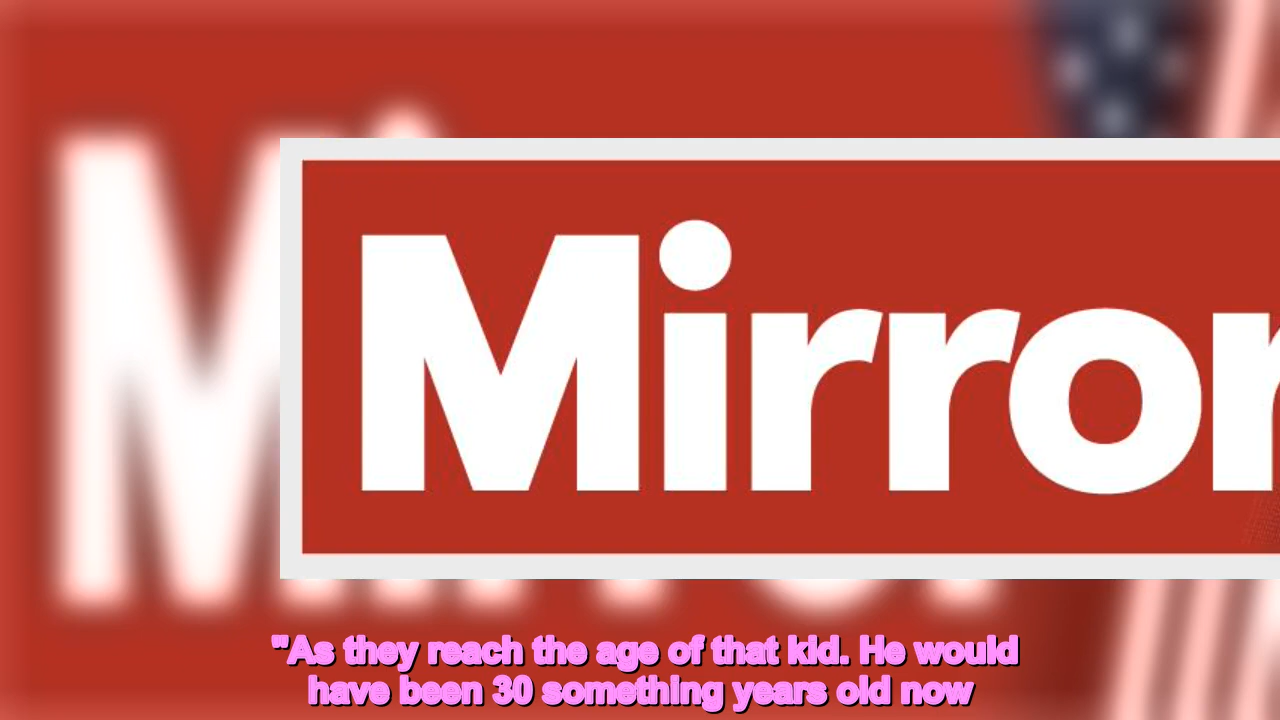 Mirror
"As they reach the age of that kid. He would
have been 30 something years old now